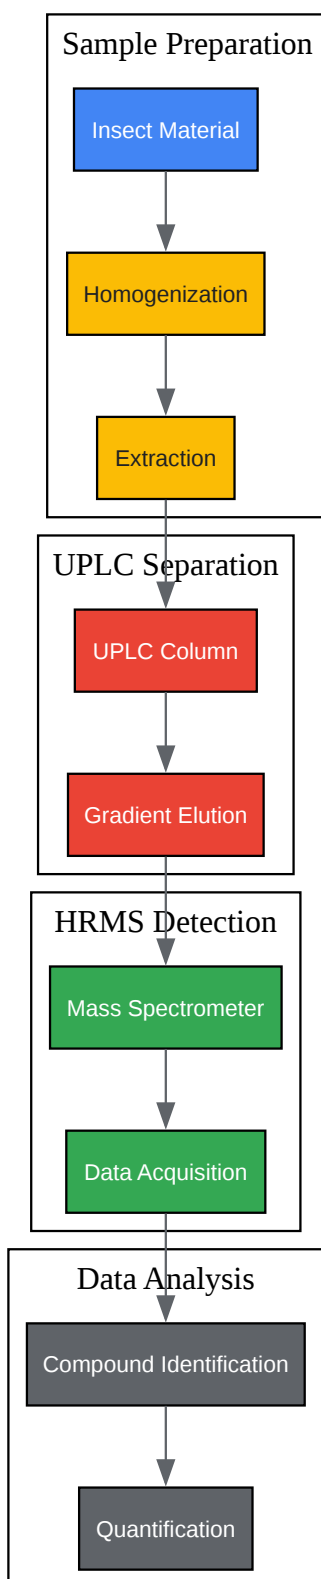 Sample Preparation
Insect Material
Homogenization
Extraction
UPLC Separation
UPLC Column
Gradient Elution
HRMS Detection
Mass Spectrometer
Data Acquisition
Data Analysis
Compound Identification
Quantification